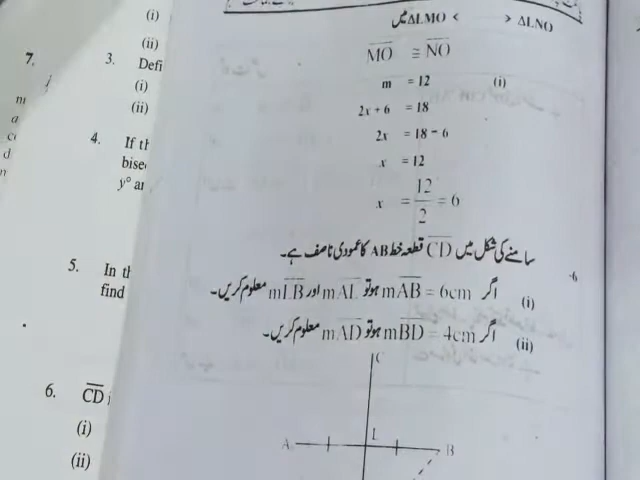 ΔLMO < > ΔLNO میں
MO ≅ NO
m = 12 (i)
2x + 6 = 18
2x = 18 - 6
x = 12
x = 12/2 = 6
-6 سامنے کی شکل میں CD قطعہ خط AB کا عمودی ناصف ہے۔
(i) اگر mAB = 6cm ہو تو mAL اور mLB معلوم کریں۔
(ii) اگر mBD = 4cm ہو تو mAD معلوم کریں۔
C
A L B
(i)
(ii)
7.
3. Defi
(i)
(ii)
4. If th
bise
y° an
5. In th
find
6. CD
(i)
(ii)